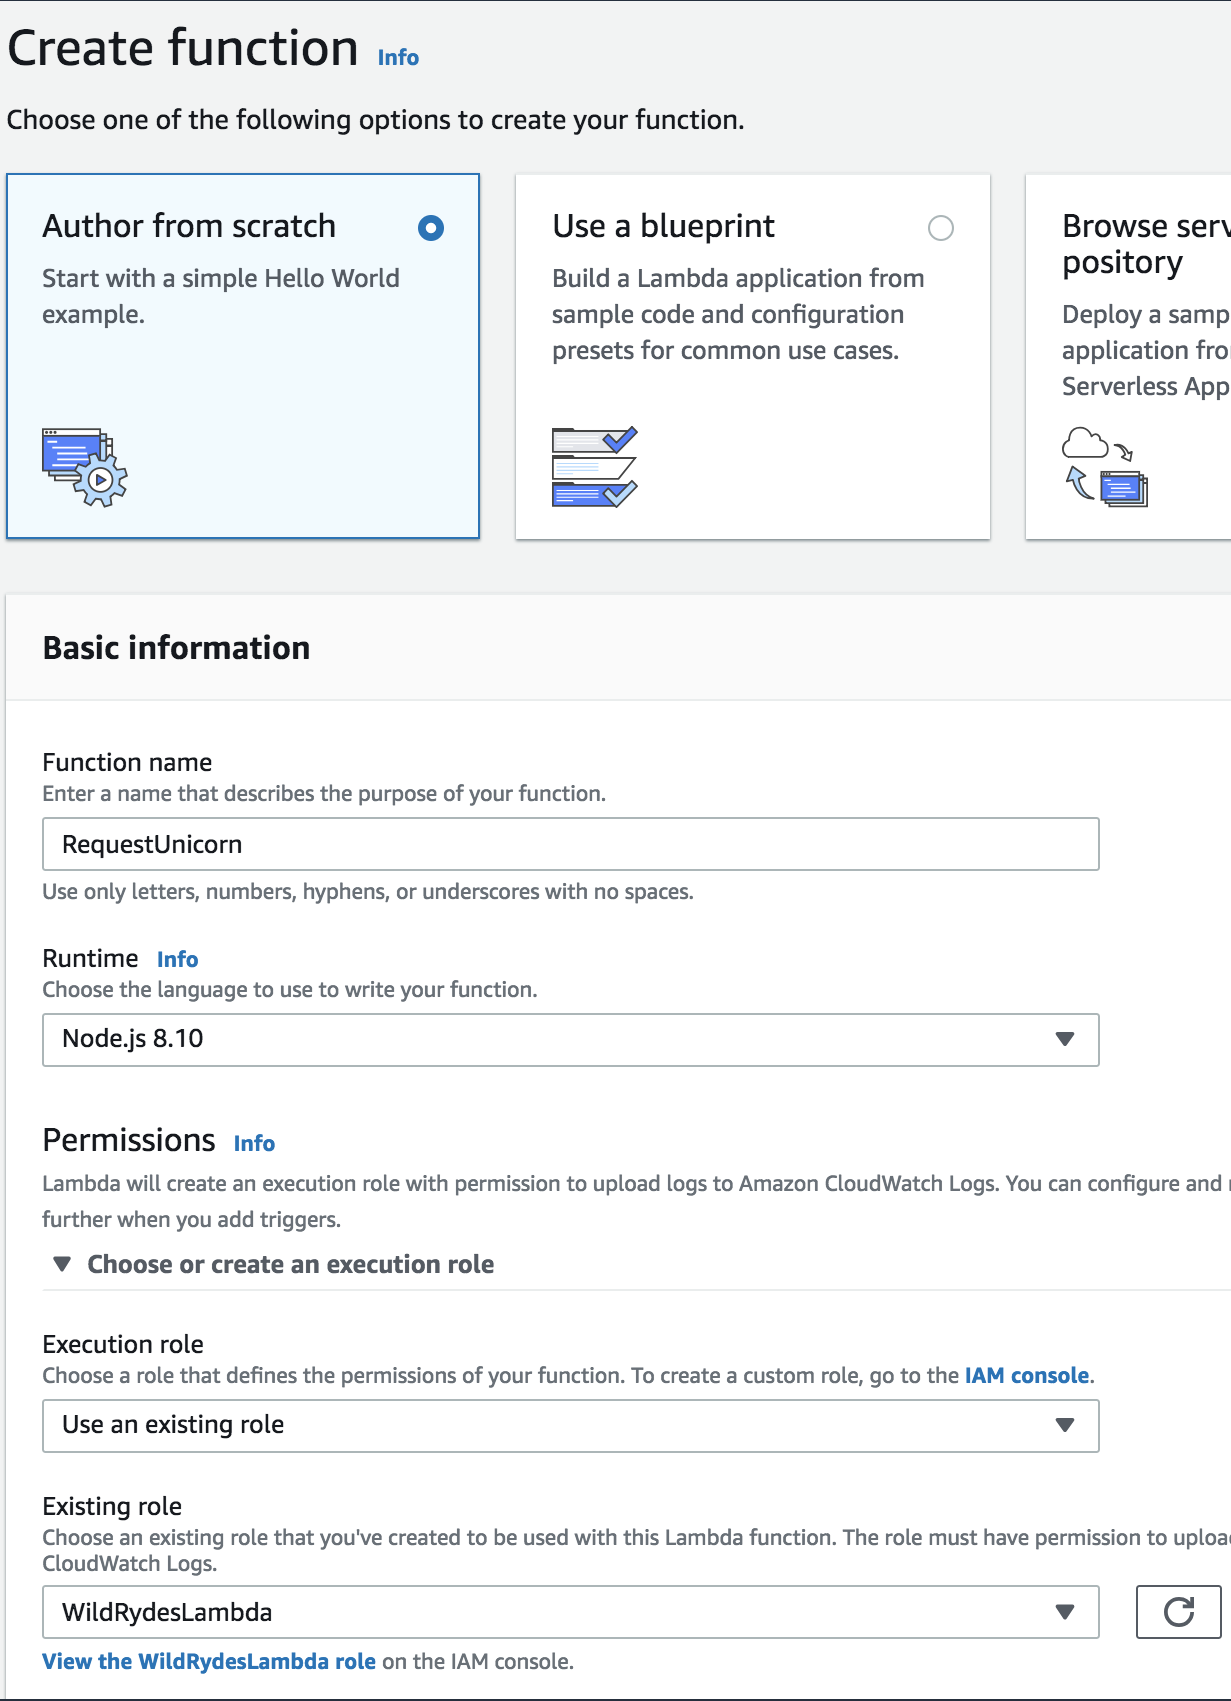 Create function Info
Choose one of the following options to create your function.
Author from scratch
Start with a simple Hello World
example.
Use a blueprint
Build a Lambda application from
sample code and configuration
presets for common use cases.
Browse serv
pository
Deploy a samp
application fro
Serverless App
Basic information
Function name
Enter a name that describes the purpose of your function.
RequestUnicorn
Use only letters, numbers, hyphens, or underscores with no spaces.
Runtime Info
Choose the language to use to write your function.
Node.js 8.10
Permissions Info
Lambda will create an execution role with permission to upload logs to Amazon CloudWatch Logs. You can configure and
further when you add triggers.
Choose or create an execution role
Execution role
Choose a role that defines the permissions of your function. To create a custom role, go to the IAM console.
Use an existing role
Existing role
Choose an existing role that you've created to be used with this Lambda function. The role must have permission to uploa
CloudWatch Logs.
WildRydesLambda
View the WildRydesLambda role on the IAM console.